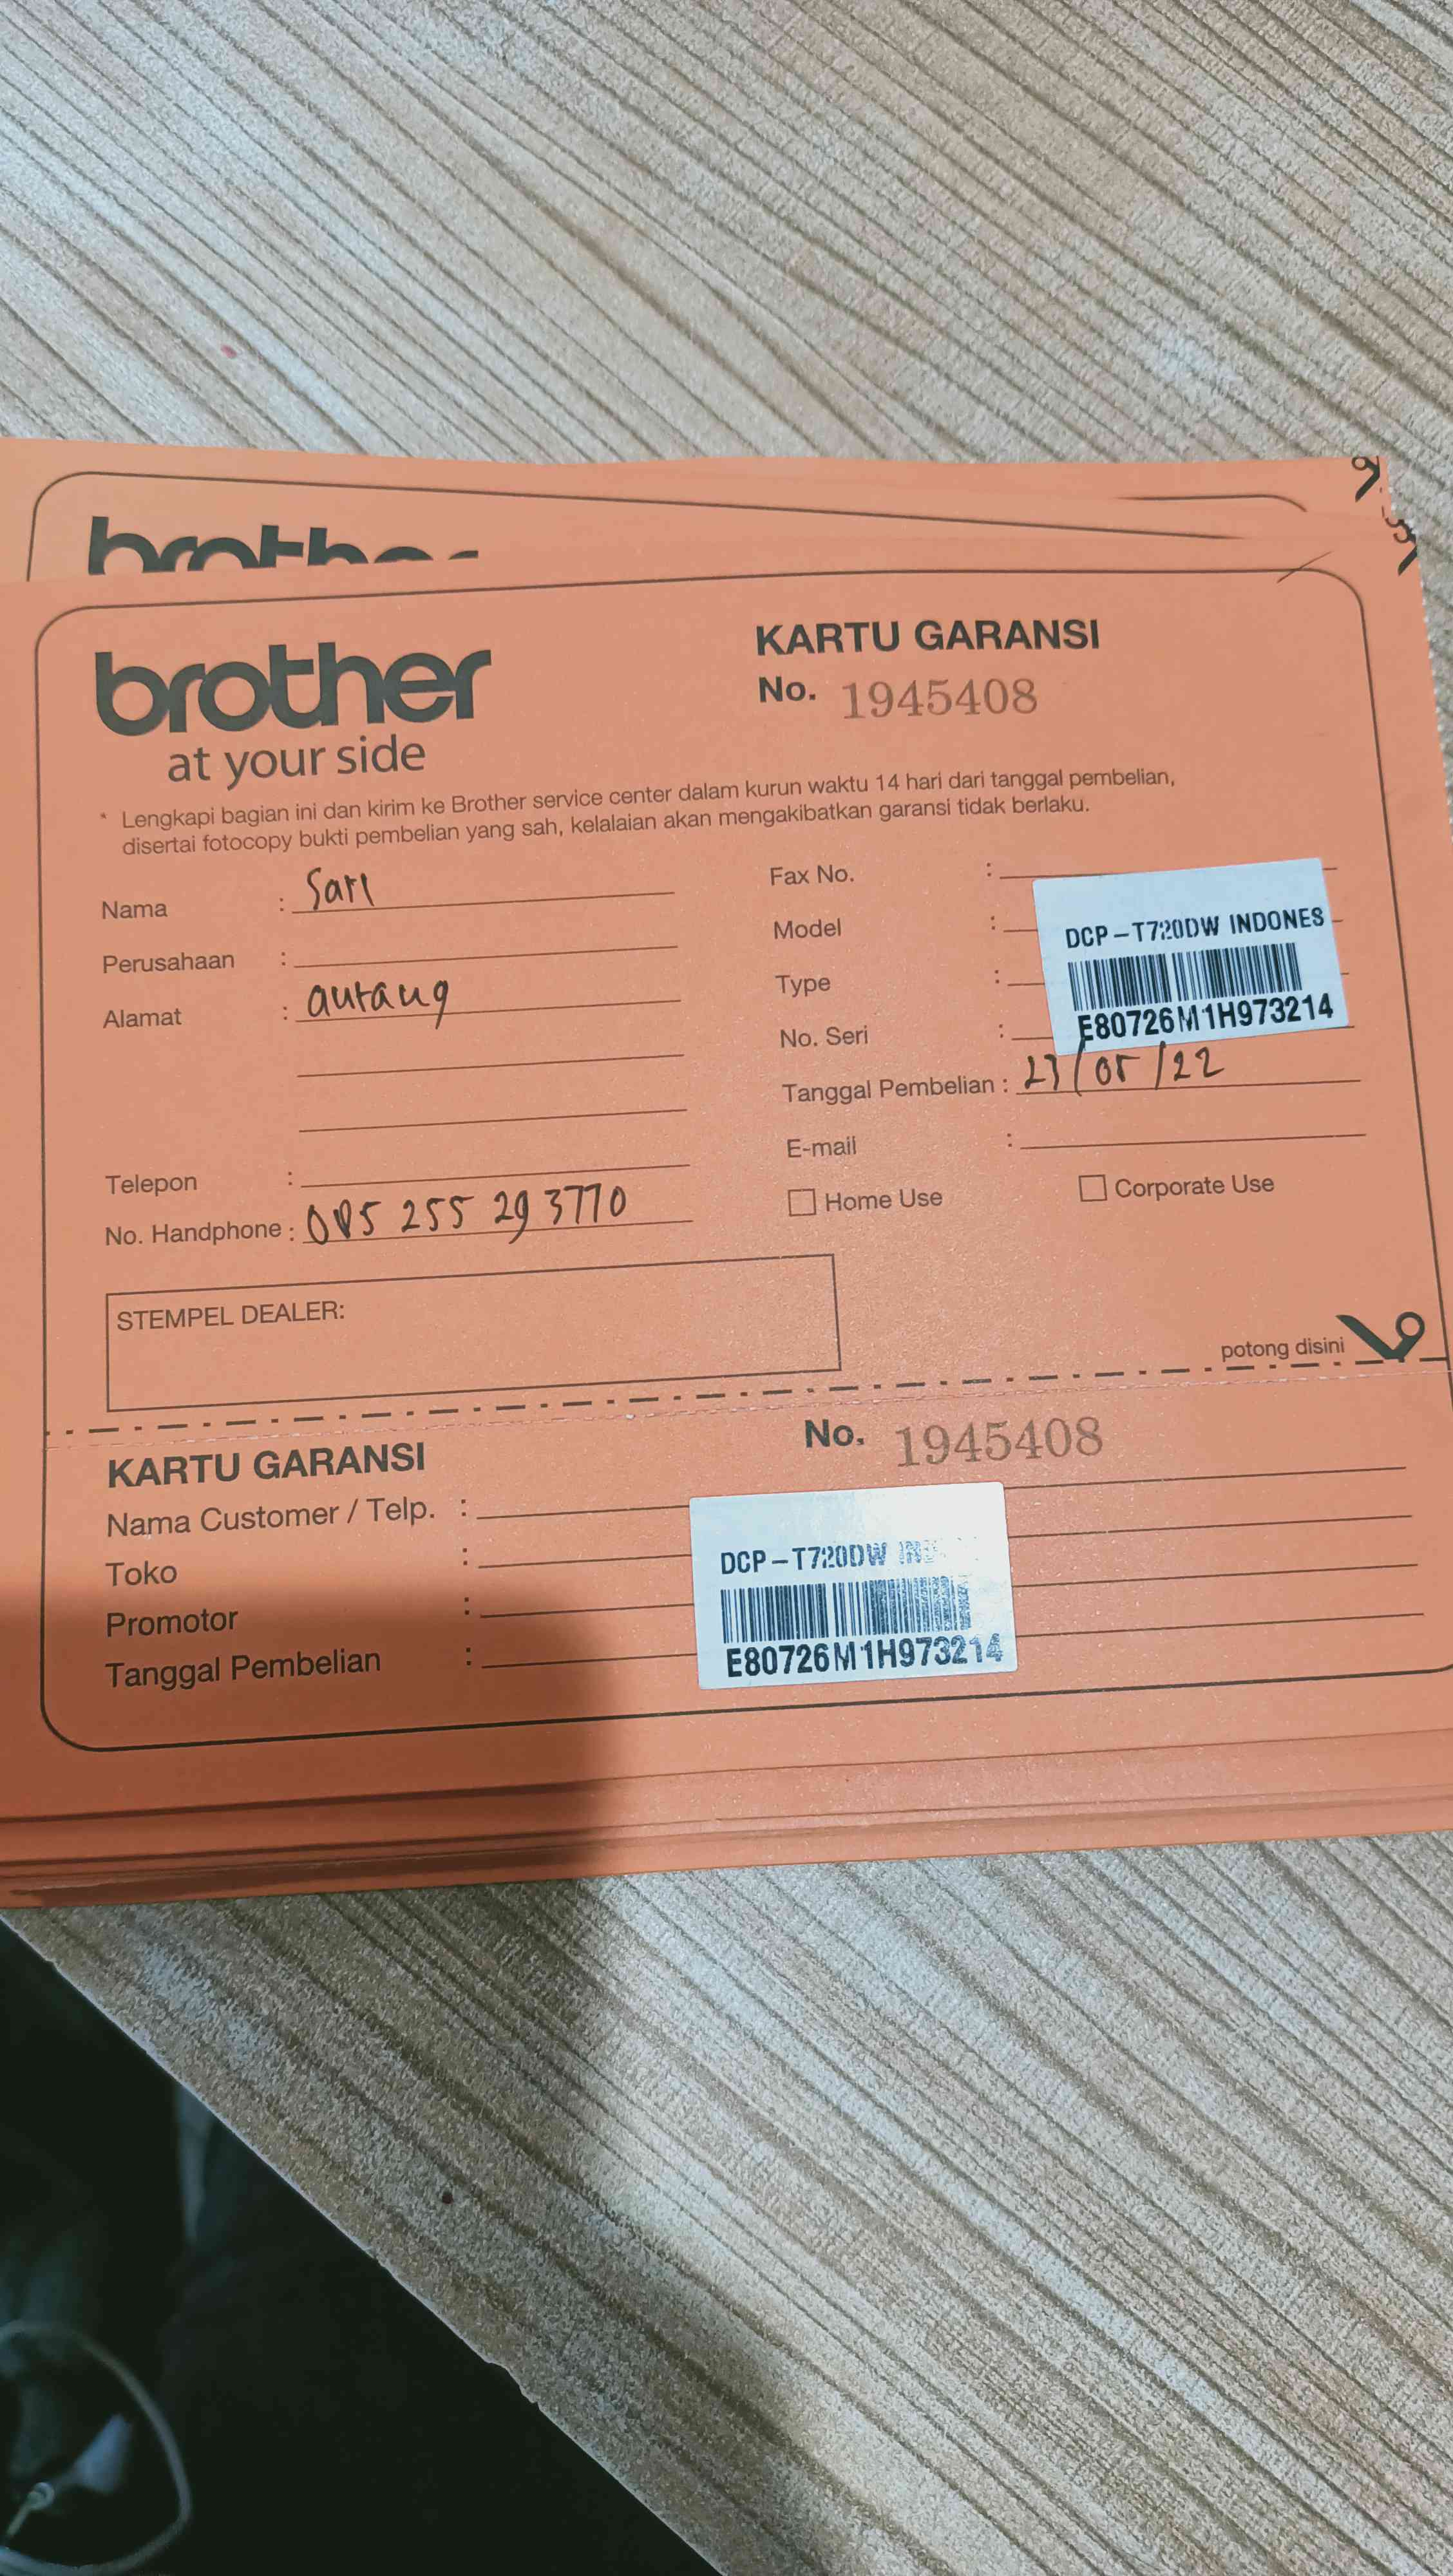 brother
brother
at your side
KARTU GARANSI
No. 1945408
* Lengkapi bagian ini dan kirim ke Brother service center dalam kurun waktu 14 hari dari tanggal pembelian,
disertai fotocopy bukti pembelian yang sah, kelalaian akan mengakibatkan garansi tidak berlaku.
Nama : Sari
Perusahaan :
Alamat :
Telepon :
No. Handphone : 085 255 293770
Fax No. :
Model :
Type :
No. Seri :
DCP-T720DW INDONES
E80726M1H973214
Tanggal Pembelian : 23/05/22
E-mail :
Home Use
Corporate Use
STEMPEL DEALER:
potong disini
KARTU GARANSI
No. 1945408
Nama Customer / Telp. :
Toko :
Promotor :
Tanggal Pembelian :
DCP-T720DW
E80726M1H973214